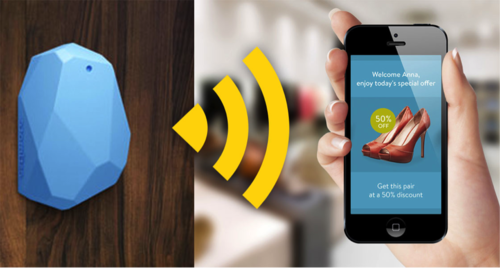 Welcome Anna,
enjoy today's special offer
50%
OFF
Get this pair
at a 50% discount